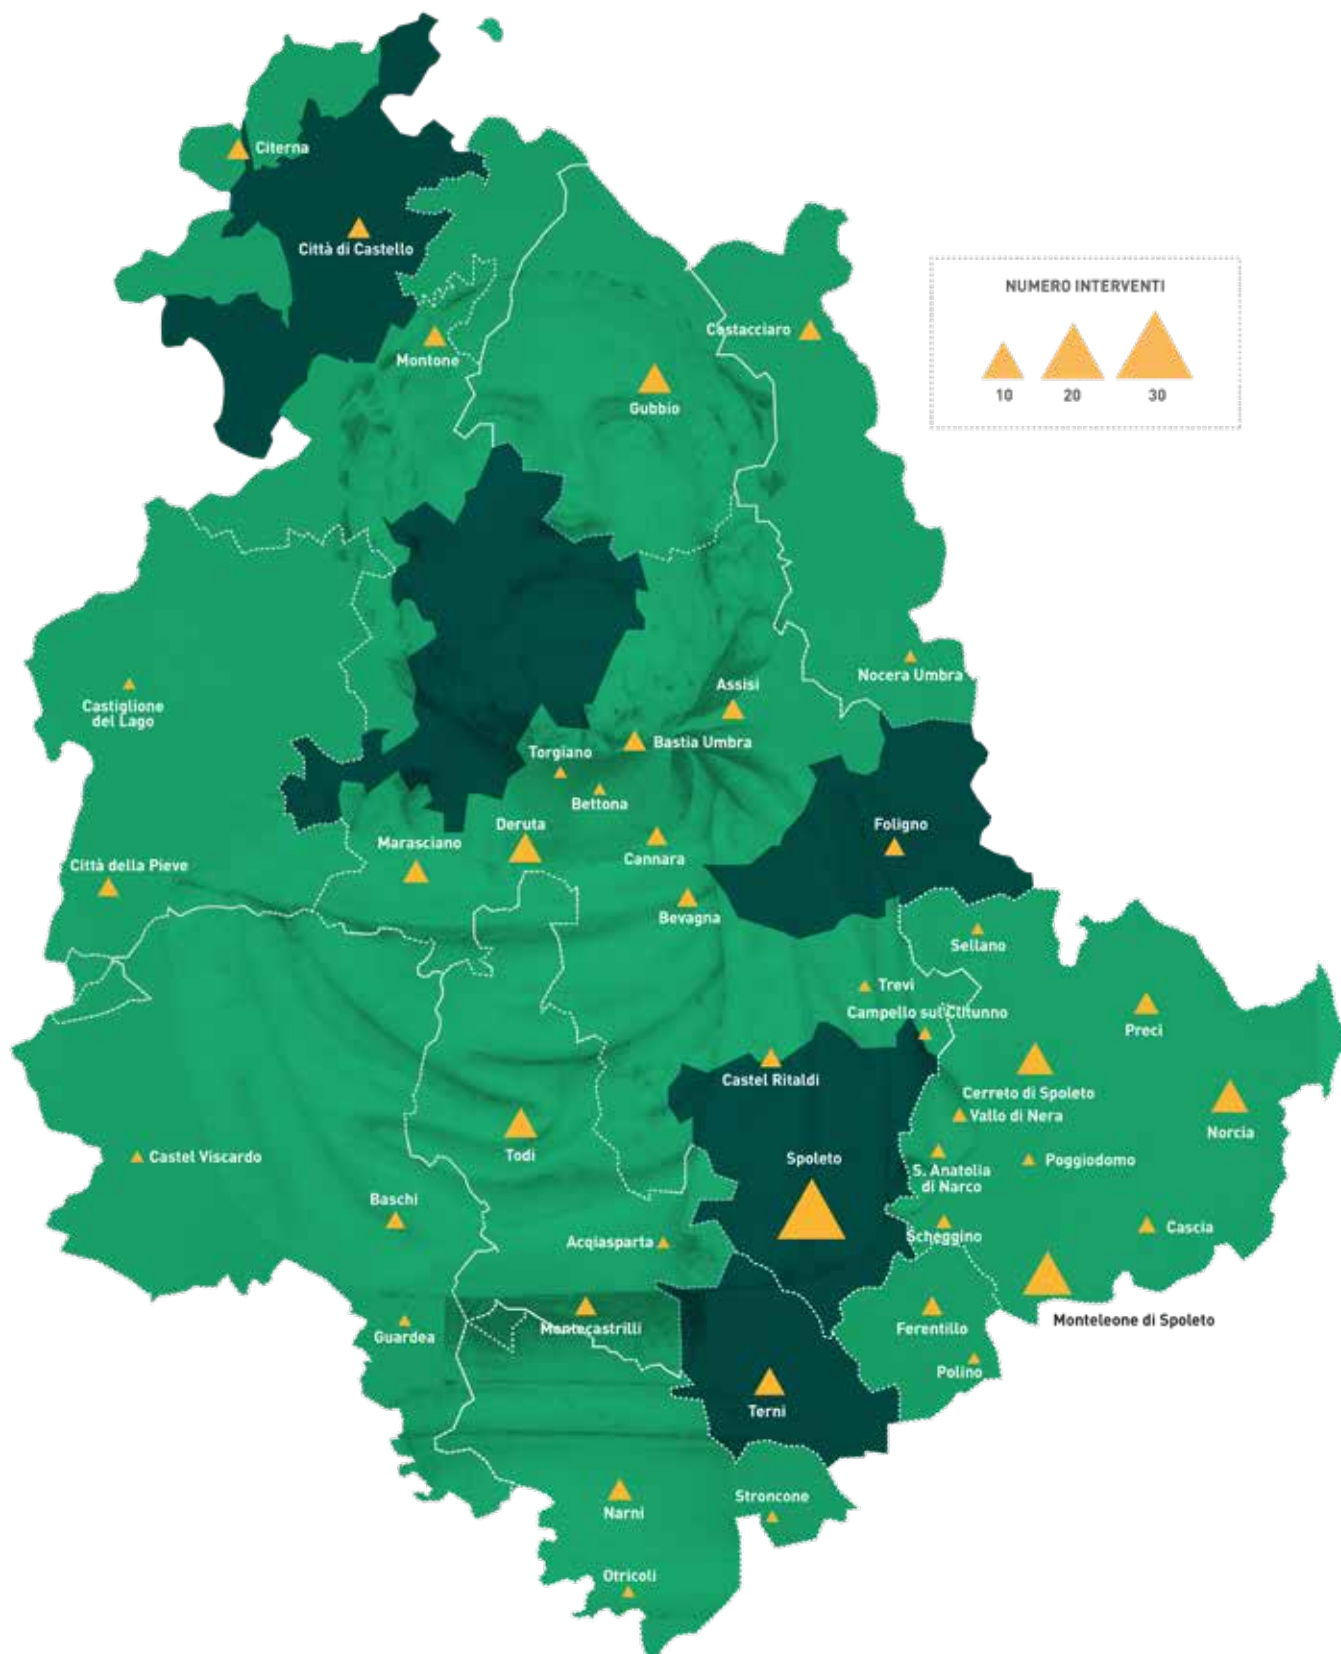 Citerna
Città di Castello
NUMERO INTERVENTI
10 20 30
Costacciaro
Montone
Gubbio
Nocera Umbra
Assisi
Castiglione
del Lago
Bastia Umbra
Torgiano
Bettona
Deruta
Foligno
Marasciano
Cannara
Città della Pieve
Bevagna
Sellano
Trevi
Campello sul Clitunno
Preci
Castel Ritaldi
Cerreto di Spoleto
Vallo di Nera
Norcia
Todi
Castel Viscardo
Spoleto
Poggiodomo
S. Anatolia
di Narco
Baschi
Cascia
Scheggino
Acqiasparta
Monteleone di Spoleto
Ferentillo
Montecastrilli
Guardea
Polino
Terni
Stroncone
Narni
Otricoli